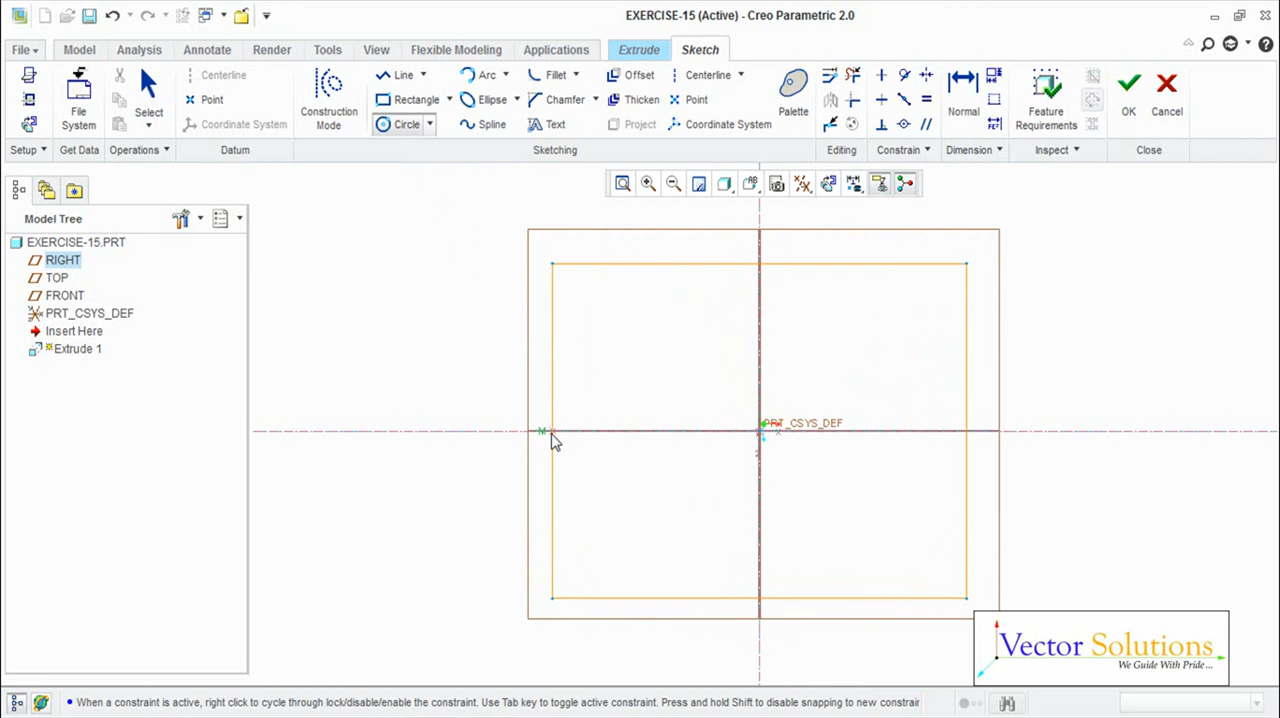 EXERCISE-15 (Active) - Creo Parametric 2.0
File Model Analysis Annotate Render Tools View Flexible Modeling Applications Extrude Sketch
Centerline Line Arc Fillet Offset Centerline
Point Rectangle Ellipse Chamfer Thicken Point
Coordinate System Circle Spline Text Project Coordinate System
File System
Select
Construction Mode
Palette
Normal
Feature Requirements
OK
Cancel
Setup Get Data Operations Datum Sketching Editing Constrain Dimension Inspect Close
Model Tree
EXERCISE-15.PRT
RIGHT
TOP
FRONT
PRT_CSYS_DEF
Insert Here
Extrude 1
PRT_CSYS_DEF
M
Vector Solutions
We Guide With Pride...
When a constraint is active, right click to cycle through lock/disable/enable the constraint. Use Tab key to toggle active constraint. Press and hold Shift to disable snapping to new constrain